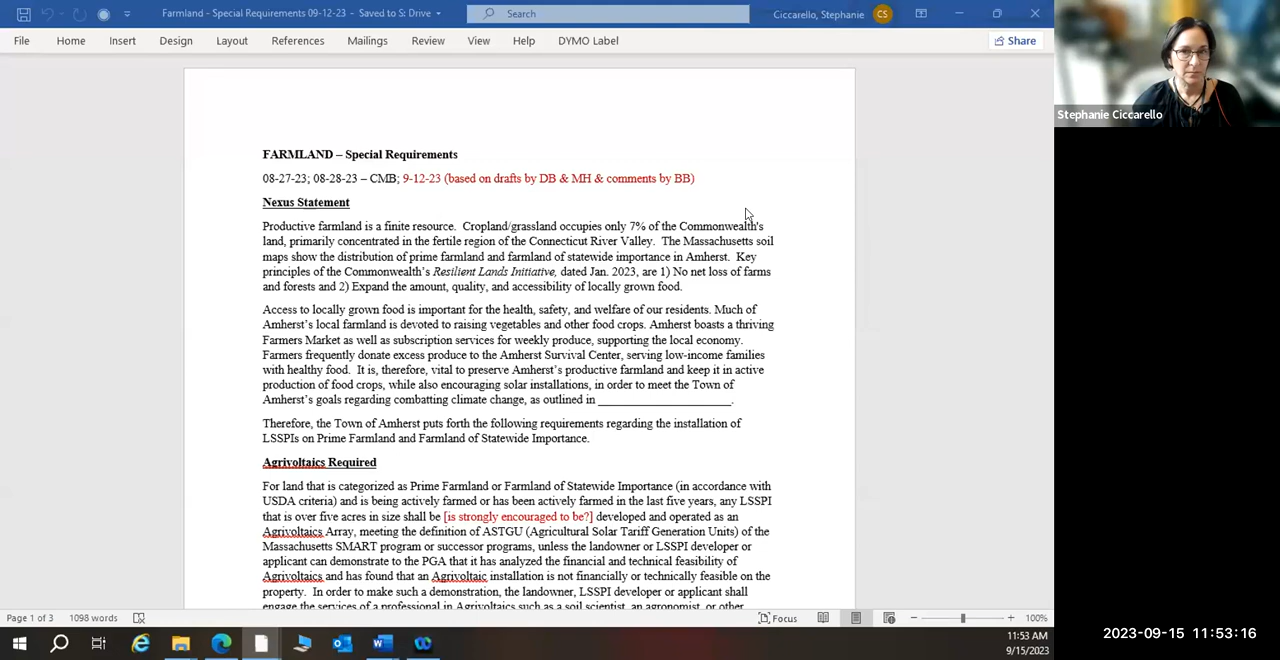 Farmland - Special Requirements 09-12-23 - Saved to S: Drive
Search
Ciccarello, Stephanie
CS
File Home Insert Design Layout References Mailings Review View Help DYMO Label
Share
FARMLAND – Special Requirements
08-27-23; 08-28-23 – CMB; 9-12-23 (based on drafts by DB & MH & comments by BB)
Nexus Statement
Productive farmland is a finite resource. Cropland/grassland occupies only 7% of the Commonwealth's
land, primarily concentrated in the fertile region of the Connecticut River Valley. The Massachusetts soil
maps show the distribution of prime farmland and farmland of statewide importance in Amherst. Key
principles of the Commonwealth's Resilient Lands Initiative, dated Jan. 2023, are 1) No net loss of farms
and forests and 2) Expand the amount, quality, and accessibility of locally grown food.
Access to locally grown food is important for the health, safety, and welfare of our residents. Much of
Amherst's local farmland is devoted to raising vegetables and other food crops. Amherst boasts a thriving
Farmers Market as well as subscription services for weekly produce, supporting the local economy.
Farmers frequently donate excess produce to the Amherst Survival Center, serving low-income families
with healthy food. It is, therefore, vital to preserve Amherst's productive farmland and keep it in active
production of food crops, while also encouraging solar installations, in order to meet the Town of
Amherst's goals regarding combatting climate change, as outlined in ______________________.
Therefore, the Town of Amherst puts forth the following requirements regarding the installation of
LSSPIs on Prime Farmland and Farmland of Statewide Importance.
Agrivoltaics Required
For land that is categorized as Prime Farmland or Farmland of Statewide Importance (in accordance with
USDA criteria) and is being actively farmed or has been actively farmed in the last five years, any LSSPI
that is over five acres in size shall be [is strongly encouraged to be?] developed and operated as an
Agrivoltaics Array, meeting the definition of ASTGU (Agricultural Solar Tariff Generation Units) of the
Massachusetts SMART program or successor programs, unless the landowner or LSSPI developer or
applicant can demonstrate to the PGA that it has analyzed the financial and technical feasibility of
Agrivoltaics and has found that an Agrivoltaic installation is not financially or technically feasible on the
property. In order to make such a demonstration, the landowner, LSSPI developer or applicant shall
engage the services of a professional in Agrivoltaics such as a soil scientist, an agronomist, or other
Page 1 of 3 1098 words
Focus
100%
11:53 AM
9/15/2023
Stephanie Ciccarello
2023-09-15 11:53:16